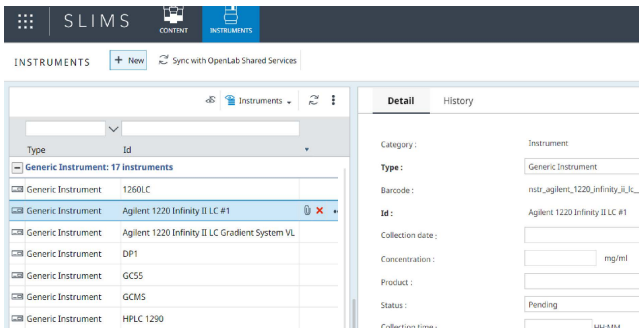 SLIMS
CONTENT
INSTRUMENTS
INSTRUMENTS
+ New
Sync with OpenLab Shared Services
Instruments
Type Id
Generic Instrument: 17 instruments
Generic Instrument 1260LC
Generic Instrument Agilent 1220 Infinity II LC #1
Generic Instrument Agilent 1220 Infinity II LC Gradient System VL
Generic Instrument DP1
Generic Instrument GC55
Generic Instrument GCMS
Generic Instrument HPLC 1290
Detail History
Category : Instrument
Type : Generic Instrument
Barcode : nstr_agilent_1220_infinity_ii_lc_
Id : Agilent 1220 Infinity II LC #1
Collection date :
Concentration : mg/ml
Product :
Status : Pending
Collection time : HH:MM